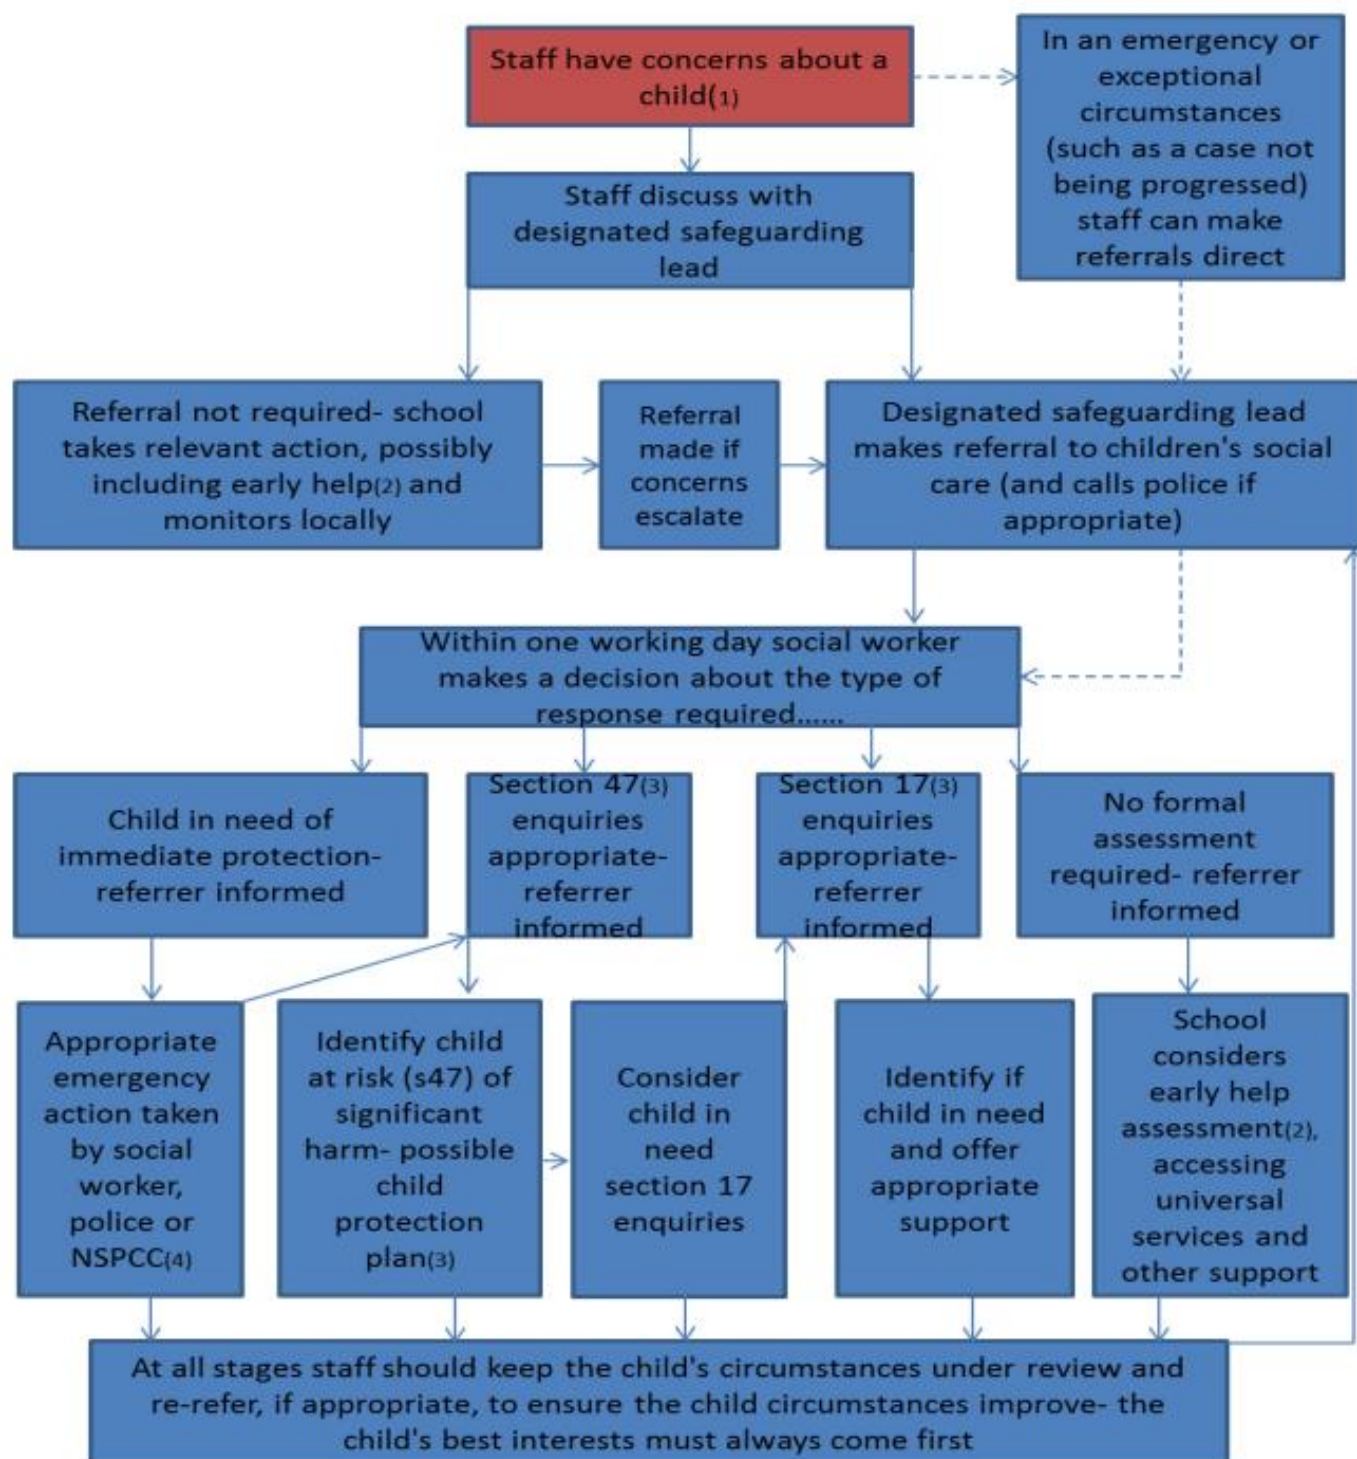 Staff have concerns about a
child(1)
In an emergency or
exceptional
circumstances
(such as a case not
being progressed)
staff can make
referrals direct
Staff discuss with
designated safeguarding
lead
Referral not required- school
takes relevant action, possibly
including early help(2) and
monitors locally
Referral
made if
concerns
escalate
Designated safeguarding lead
makes referral to children's social
care (and calls police if
appropriate)
Within one working day social worker
makes a decision about the type of
response required......
Child in need of
immediate protection-
referrer informed
Section 47(3)
enquiries
appropriate-
referrer
informed
Section 17(3)
enquiries
appropriate-
referrer
informed
No formal
assessment
required- referrer
informed
Appropriate
emergency
action taken
by social
worker,
police or
NSPCC(4)
Identify child
at risk (s47) of
significant
harm- possible
child
protection
plan(3)
Consider
child in
need
section 17
enquiries
Identify if
child in need
and offer
appropriate
support
School
considers
early help
assessment(2),
accessing
universal
services and
other support
At all stages staff should keep the child's circumstances under review and
re-refer, if appropriate, to ensure the child circumstances improve- the
child's best interests must always come first